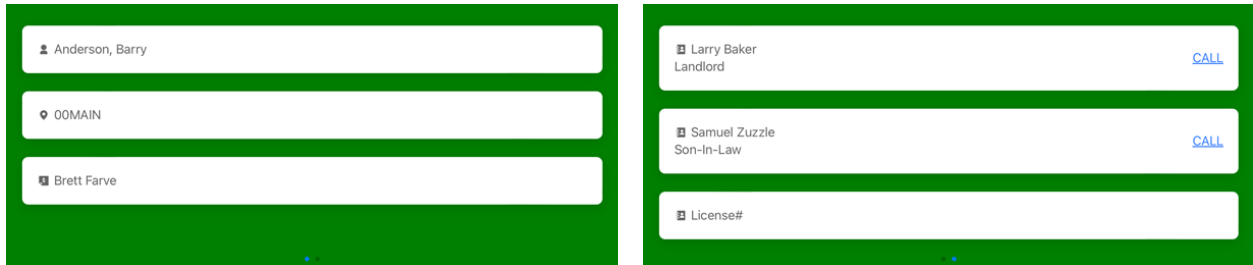 Anderson, Barry
00MAIN
Brett Farve
Larry Baker
Landlord
CALL
Samuel Zuzzle
Son-In-Law
CALL
License#